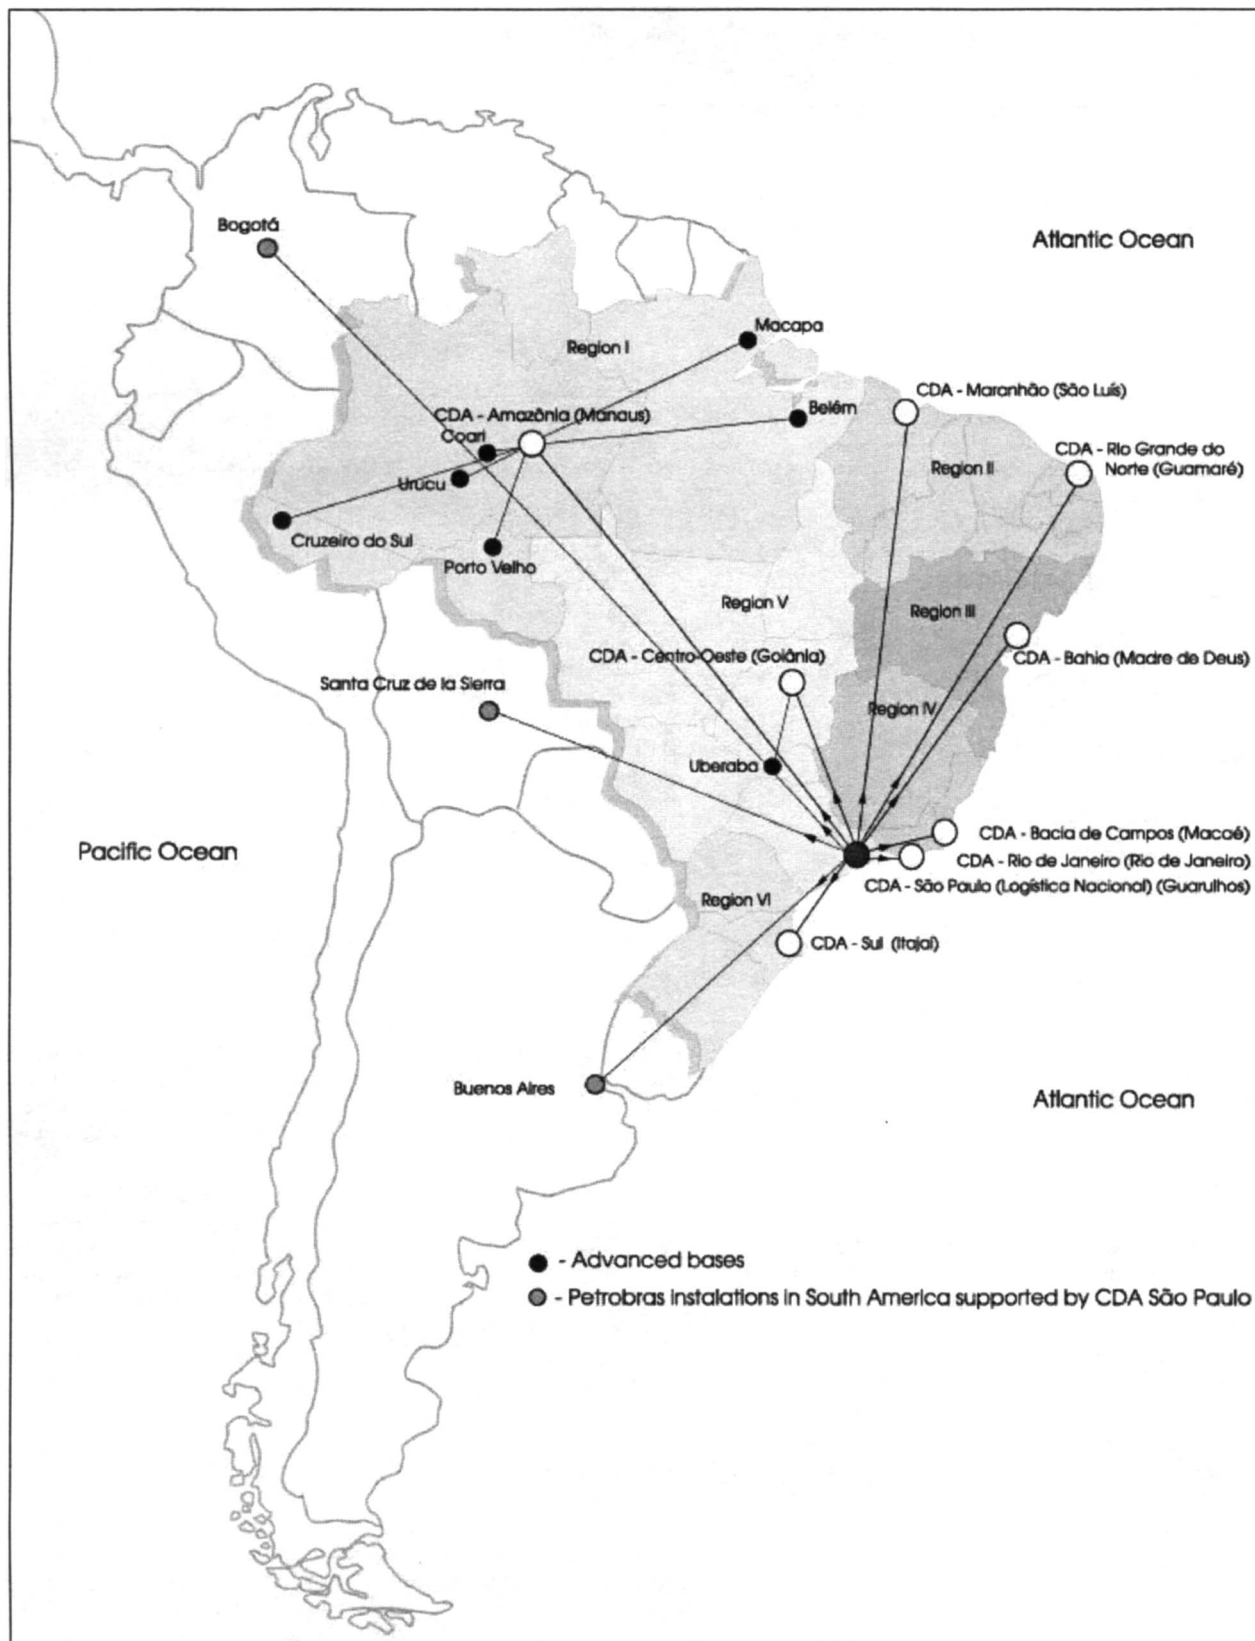 Bogotá
Atlantic Ocean
Macapa
Region I
CDA - Maranhão (São Luís)
Belém
CDA - Amazônia (Manaus)
Coari
CDA - Rio Grande do
Norte (Guamaré)
Region II
Urucu
Cruzeiro do Sul
Porto Velho
Region V
Region III
CDA - Centro-Oeste (Goiânia)
CDA - Bahia (Madre de Deus)
Santa Cruz de la Sierra
Region IV
Uberaba
Pacific Ocean
CDA - Bacia de Campos (Macaé)
CDA - Rio de Janeiro (Rio de Janeiro)
CDA - São Paulo (Logística Nacional) (Guarulhos)
Region VI
CDA - Sul (Itajaí)
Buenos Aires
Atlantic Ocean
- Advanced bases
- Petrobras instalations in South America supported by CDA São Paulo